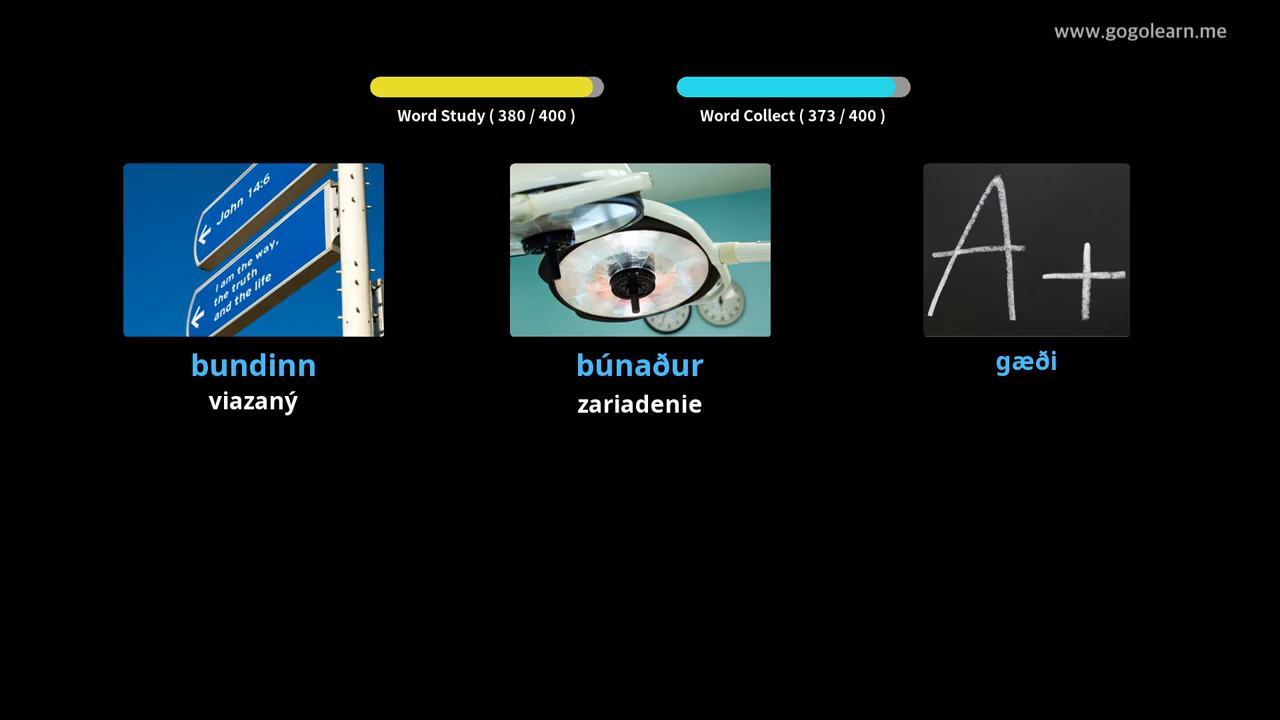 www.gogolearn.me
Word Study ( 380 / 400 )
Word Collect ( 373 / 400 )
John 14:6
I am the way,
the truth
and the life
A+
bundinn
viazaný
búnaður
zariadenie
gæði